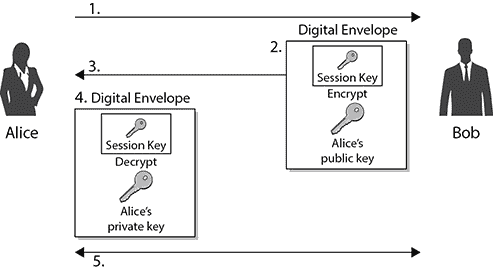 1.
Digital Envelope
2.
Session Key
Encrypt
Alice's
public key
3.
Alice
Bob
4. Digital Envelope
Session Key
Decrypt
Alice's
private key
5.